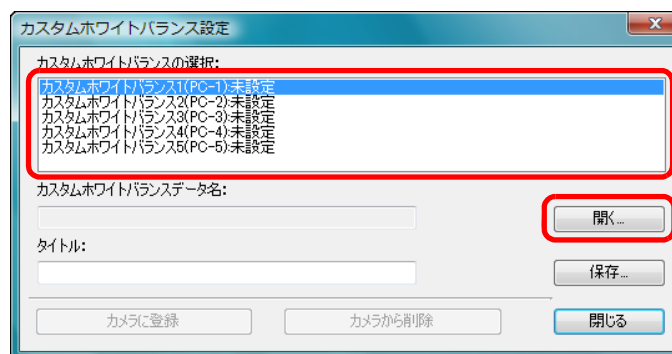 カスタムホワイトバランス設定
カスタムホワイトバランスの選択:
カスタムホワイトバランス1(PC-1):未設定
カスタムホワイトバランス2(PC-2):未設定
カスタムホワイトバランス3(PC-3):未設定
カスタムホワイトバランス4(PC-4):未設定
カスタムホワイトバランス5(PC-5):未設定
カスタムホワイトバランスデータ名:
開く...
タイトル:
保存...
カメラに登録 カメラから削除 閉じる